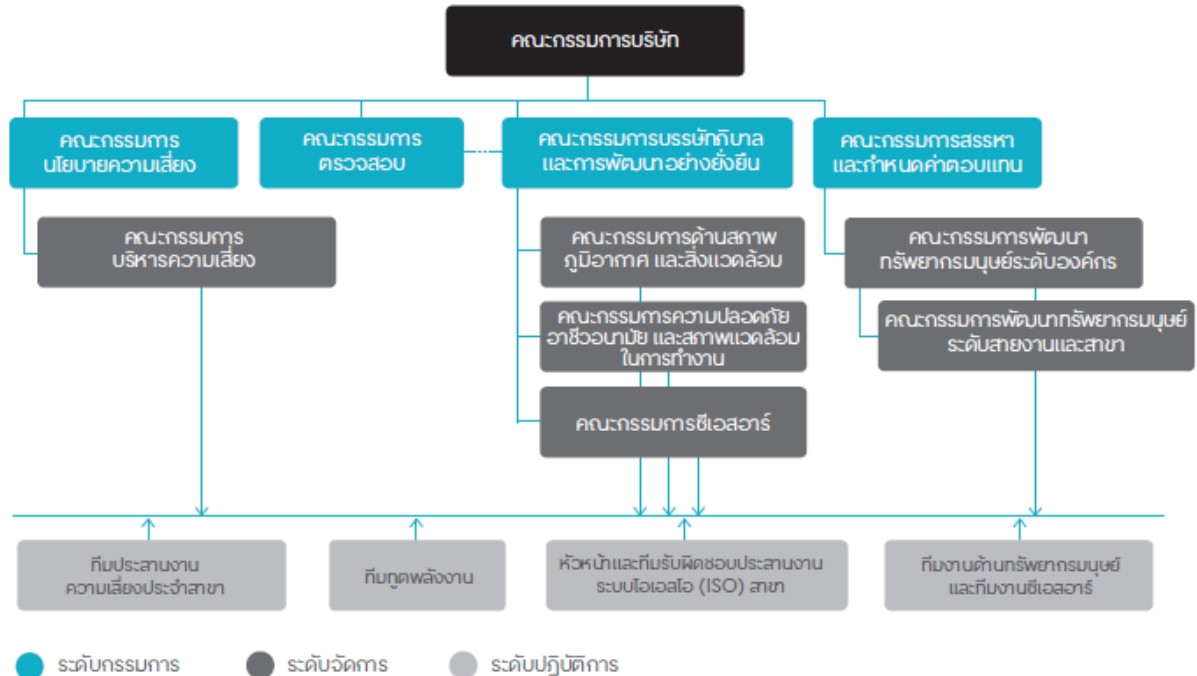 คณะกรรมการบริษัท
คณะกรรมการ
นโยบายความเสี่ยง
คณะกรรมการ
ตรวจสอบ
คณะกรรมการบรรษัทภิบาล
และการพัฒนาอย่างยั่งยืน
คณะกรรมการสรรหา
และกำหนดค่าตอบแทน
คณะกรรมการ
บริหารความเสี่ยง
คณะกรรมการด้านสภาพ
ภูมิอากาศ และสิ่งแวดล้อม
คณะกรรมการพัฒนา
ทรัพยากรมนุษย์ระดับองค์กร
คณะกรรมการความปลอดภัย
อาชีวอนามัย และสภาพแวดล้อม
ในการทำงาน
คณะกรรมการพัฒนาทรัพยากรมนุษย์
ระดับสายงานและสาขา
คณะกรรมการซีเอสอาร์
ทีมประสานงาน
ความเสี่ยงประจำสาขา
ทีมทูตพลังงาน
หัวหน้าและทีมรับผิดชอบประสานงาน
ระบบไอเอสโอ (ISO) สาขา
ทีมงานด้านทรัพยากรมนุษย์
และทีมงานซีเอสอาร์
ระดับกรรมการ
ระดับจัดการ
ระดับปฏิบัติการ